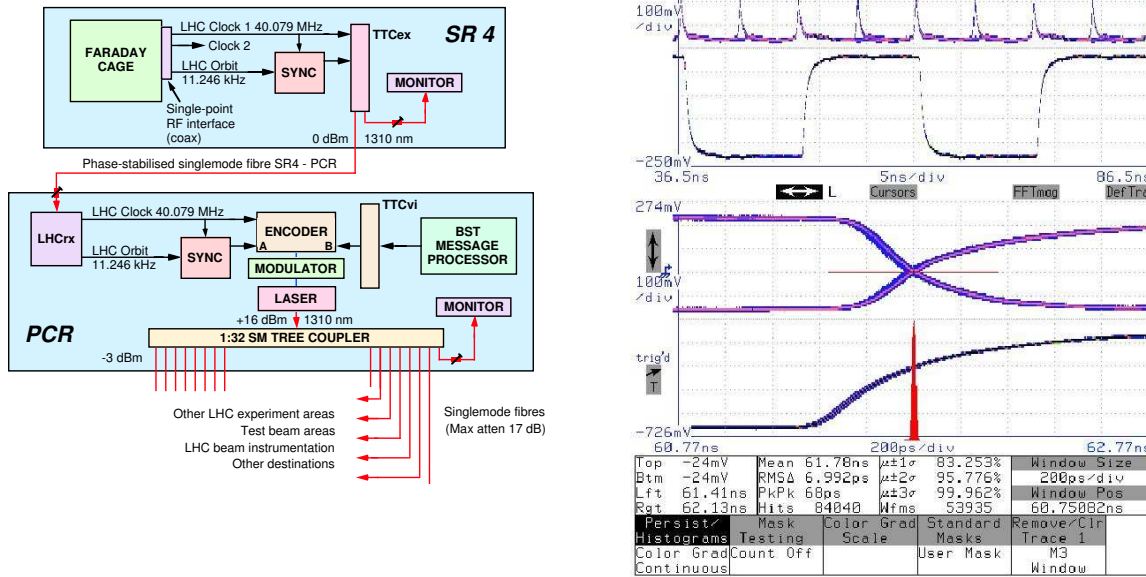 SR 4
LHC Clock 1 40.079 MHz
TTCex
FARADAY
CAGE
Clock 2
LHC Orbit
11.246 kHz
SYNC
MONITOR
Single-point
RF interface
(coax)
0 dBm
1310 nm
Phase-stabilised singlemode fibre SR4 - PCR
TTCvi
LHC Clock 40.079 MHz
LHCrx
ENCODER
A
B
BST
MESSAGE
PROCESSOR
LHC Orbit
11.246 kHz
SYNC
MODULATOR
LASER
MONITOR
+16 dBm
1310 nm
PCR
1:32 SM TREE COUPLER
-3 dBm
Other LHC experiment areas
Test beam areas
LHC beam instrumentation
Other destinations
Singlemode fibres
(Max atten 17 dB)
100mV
/div
-250mV
36.5ns
5ns/div
86.5ns
L
Cursors
FFTmag
DefTra
274mV
100mV
/div
trig'd
T
-726mV
60.77ns
200ps/div
62.77ns
Top -24mV Mean 61.78ns µ±1σ 83.253% Window Size
Btm -24mV RMSΔ 6.992ps µ±2σ 95.776% 200ps/div
Lft 61.41ns PkPk 68ps µ±3σ 99.962% Window Pos
Rgt 62.13ns Hits 84040 Wfms 53935 60.75082ns
Persist/ Mask Color Grad Standard Remove/Clr
Histograms Testing Scale Masks Trace 1
Color Grad Count Off User Mask M3
Continuous Window